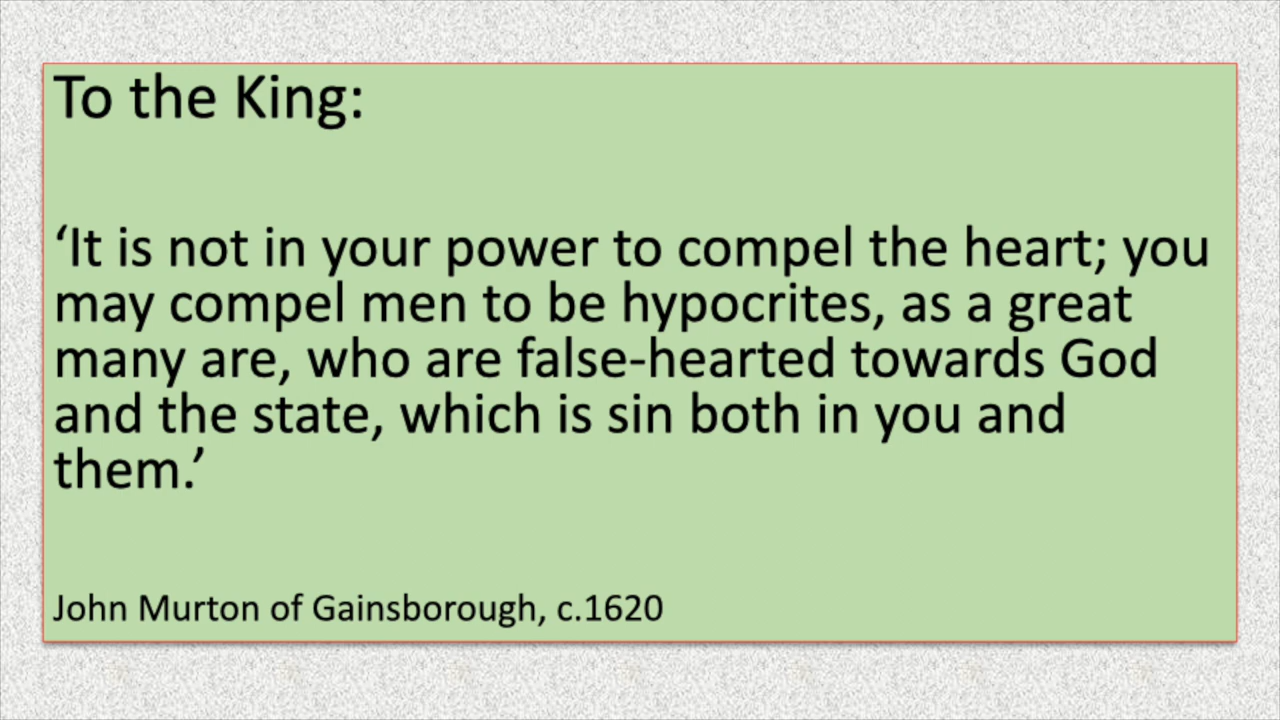 To the King:
‘It is not in your power to compel the heart; you
may compel men to be hypocrites, as a great
many are, who are false-hearted towards God
and the state, which is sin both in you and
them.’
John Murton of Gainsborough, c.1620